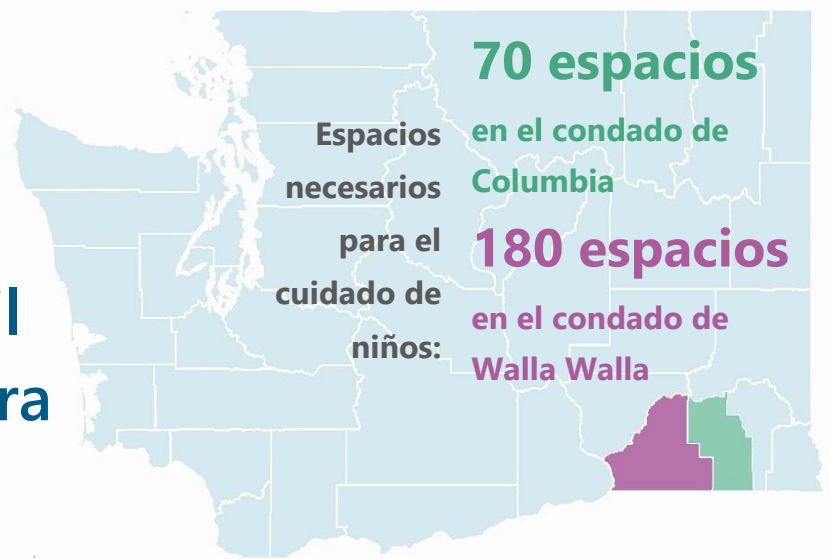 Espacios
necesarios
para el
cuidado de
niños:
70 espacios
en el condado de
Columbia
180 espacios
en el condado de
Walla Walla